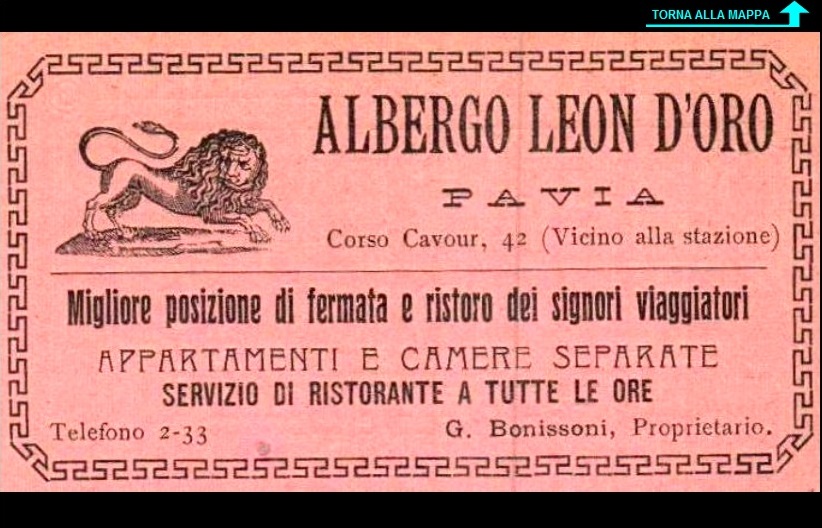 TORNA ALLA MAPPA
ALBERGO LEON D'ORO
PAVIA
Corso Cavour, 42 (Vicino alla stazione)
Migliore posizione di fermata e ristoro dei signori viaggiatori
APPARTAMENTI E CAMERE SEPARATE
SERVIZIO DI RISTORANTE A TUTTE LE ORE
Telefono 2-33 G. Bonissoni, Proprietario.